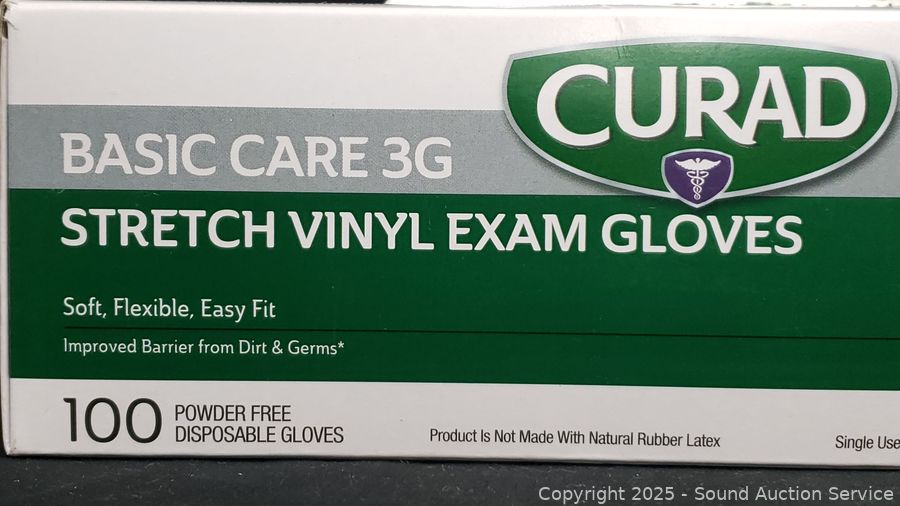 CURAD
BASIC CARE 3G
STRETCH VINYL EXAM GLOVES
Soft, Flexible, Easy Fit
Improved Barrier from Dirt & Germs*
100 POWDER FREE
DISPOSABLE GLOVES
Product Is Not Made With Natural Rubber Latex
Single Use
Copyright 2025 - Sound Auction Service